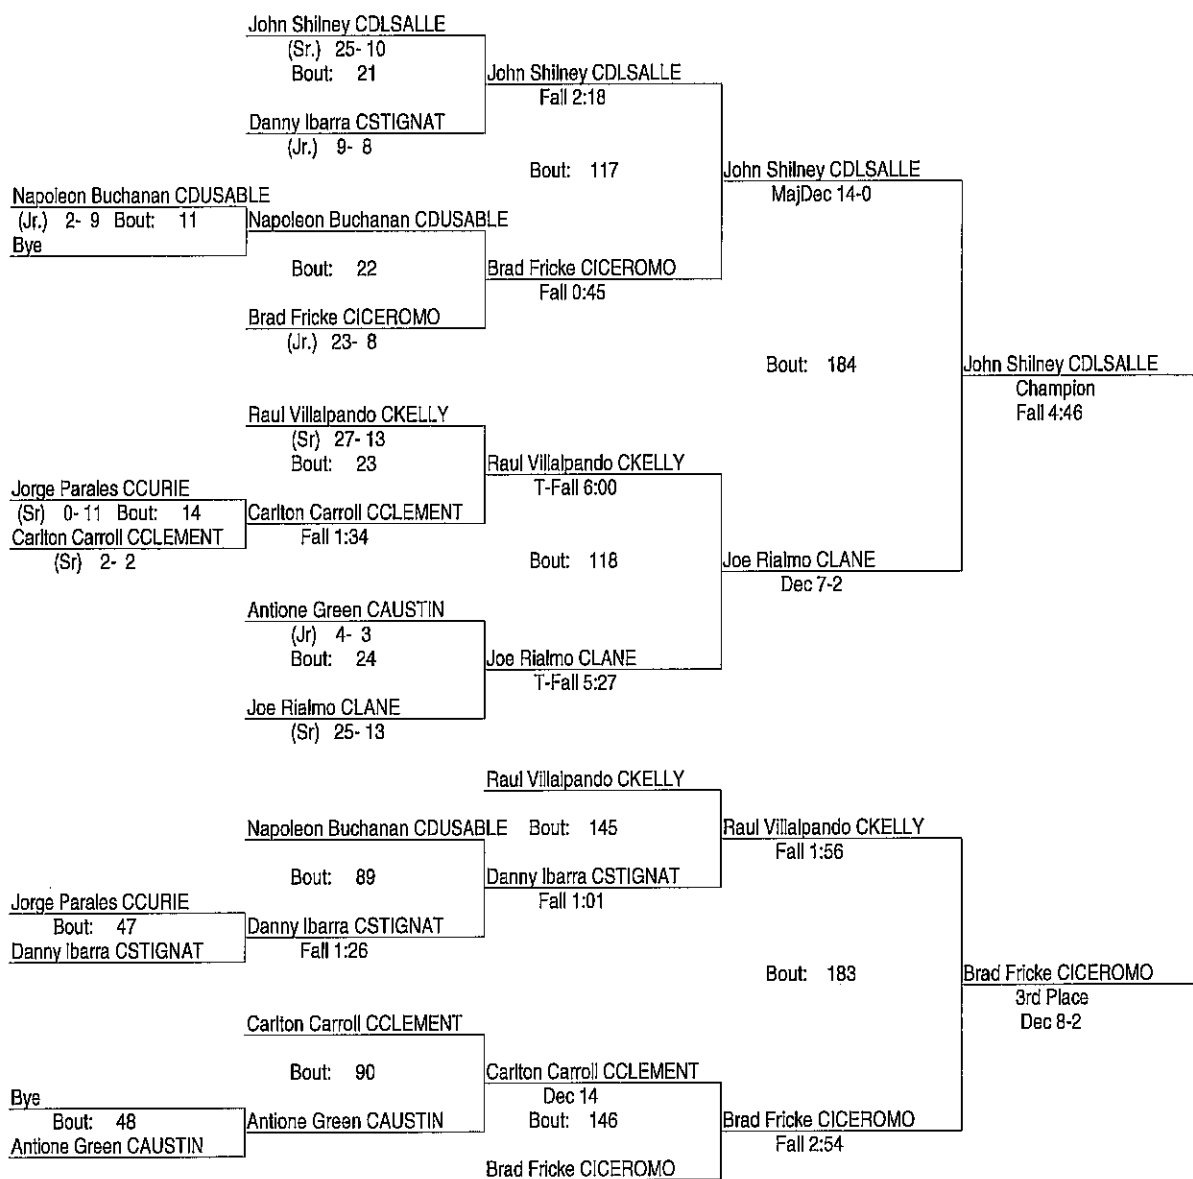 John Shilney CDLSALLE
(Sr.) 25- 10
Bout: 21
John Shilney CDLSALLE
Fall 2:18
Danny Ibarra CSTIGNAT
(Jr.) 9- 8
Bout: 117
John Shilney CDLSALLE
MajDec 14-0
Napoleon Buchanan CDUSABLE
(Jr.) 2- 9 Bout: 11
Bye
Napoleon Buchanan CDUSABLE
Bout: 22
Brad Fricke CICEROMO
Fall 0:45
Brad Fricke CICEROMO
(Jr.) 23- 8
Bout: 184
John Shilney CDLSALLE
Champion
Fall 4:46
Raul Villalpando CKELLY
(Sr) 27- 13
Bout: 23
Raul Villalpando CKELLY
T-Fall 6:00
Jorge Parales CCURIE
(Sr) 0- 11 Bout: 14
Carlton Carroll CCLEMENT
(Sr) 2- 2
Carlton Carroll CCLEMENT
Fall 1:34
Bout: 118
Joe Rialmo CLANE
Dec 7-2
Antione Green CAUSTIN
(Jr) 4- 3
Bout: 24
Joe Rialmo CLANE
T-Fall 5:27
Joe Rialmo CLANE
(Sr) 25- 13
Raul Villalpando CKELLY
Napoleon Buchanan CDUSABLE
Bout: 145
Raul Villalpando CKELLY
Fall 1:56
Bout: 89
Danny Ibarra CSTIGNAT
Fall 1:01
Jorge Parales CCURIE
Bout: 47
Danny Ibarra CSTIGNAT
Danny Ibarra CSTIGNAT
Fall 1:26
Bout: 183
Brad Fricke CICEROMO
3rd Place
Dec 8-2
Carlton Carroll CCLEMENT
Bout: 90
Carlton Carroll CCLEMENT
Dec 14
Bye
Bout: 48
Antione Green CAUSTIN
Antione Green CAUSTIN
Bout: 146
Brad Fricke CICEROMO
Fall 2:54
Brad Fricke CICEROMO